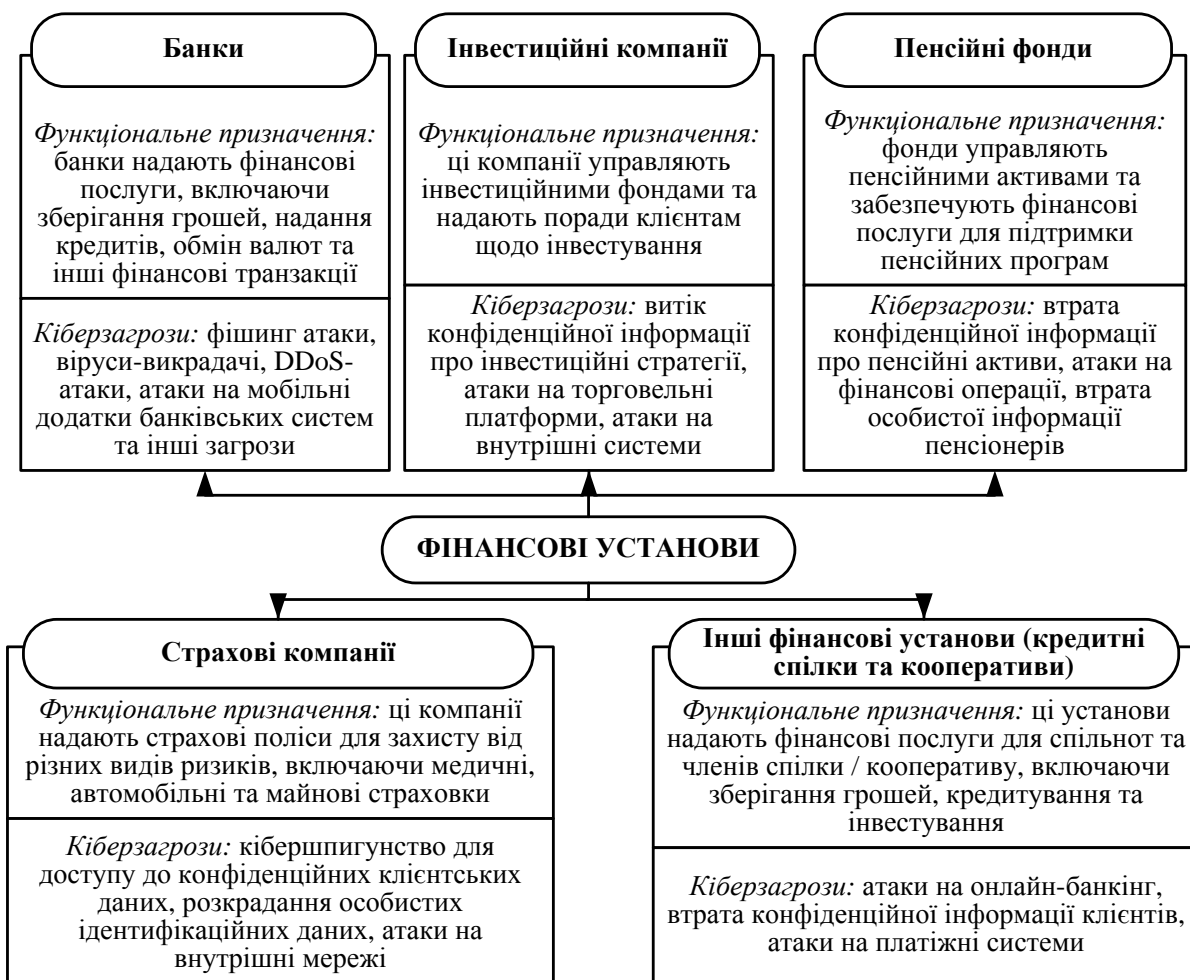 Банки
Функціональне призначення:
банки надають фінансові
послуги, включаючи
зберігання грошей, надання
кредитів, обмін валют та
інші фінансові транзакції
Кіберзагрози: фішинг атаки,
віруси-викрадачі, DDoS-
атаки, атаки на мобільні
додатки банківських систем
та інші загрози
Інвестиційні компанії
Функціональне призначення:
ці компанії управляють
інвестиційними фондами та
надають поради клієнтам
щодо інвестування
Кіберзагрози: витік
конфіденційної інформації
про інвестиційні стратегії,
атаки на торговельні
платформи, атаки на
внутрішні системи
Пенсійні фонди
Функціональне призначення:
фонди управляють
пенсійними активами та
забезпечують фінансові
послуги для підтримки
пенсійних програм
Кіберзагрози: втрата
конфіденційної інформації
про пенсійні активи, атаки на
фінансові операції, втрата
особистої інформації
пенсіонерів
ФІНАНСОВІ УСТАНОВИ
Страхові компанії
Функціональне призначення: ці компанії
надають страхові поліси для захисту від
різних видів ризиків, включаючи медичні,
автомобільні та майнові страховки
Кіберзагрози: кібершпигунство для
доступу до конфіденційних клієнтських
даних, розкрадання особистих
ідентифікаційних даних, атаки на
внутрішні мережі
Інші фінансові установи (кредитні
спілки та кооперативи)
Функціональне призначення: ці установи
надають фінансові послуги для спільнот та
членів спілки / кооперативу, включаючи
зберігання грошей, кредитування та
інвестування
Кіберзагрози: атаки на онлайн-банкінг,
втрата конфіденційної інформації клієнтів,
атаки на платіжні системи